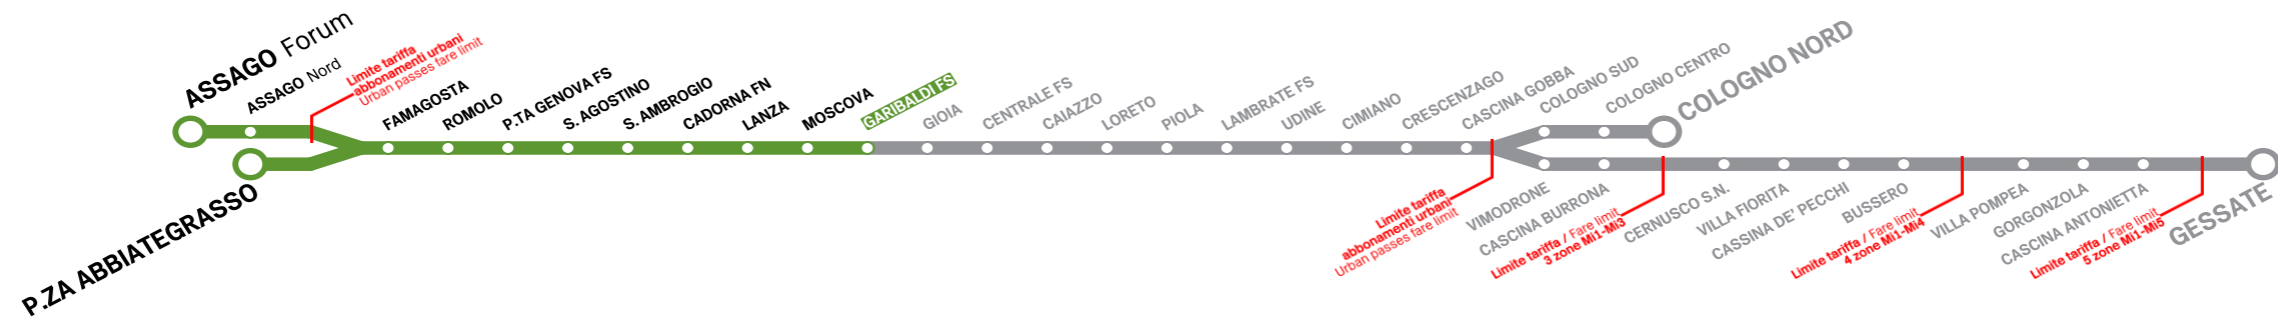 ASSAGO Forum
ASSAGO Nord
Limite tariffa
abbonamenti urbani
Urban passes fare limit
P.ZA ABBIATEGRASSO
FAMAGOSTA
ROMOLO
P.TA GENOVA FS
S. AGOSTINO
S. AMBROGIO
CADORNA FN
LANZA
MOSCOVA
GARIBALDI FS
GIOIA
CENTRALE FS
CAIAZZO
LORETO
PIOLA
LAMBRATE FS
UDINE
CIMIANO
CRESCENZAGO
CASCINA GOBBA
COLOGNO SUD
COLOGNO CENTRO
COLOGNO NORD
Limite tariffa
abbonamenti urbani
Urban passes fare limit
VIMODRONE
CASCINA BURRONA
Limite tariffa / Fare limit
3 zone Mi1-Mi3
CERNUSCO S.N.
VILLA FIORITA
CASSINA DE' PECCHI
BUSSERO
Limite tariffa / Fare limit
4 zone Mi1-Mi4
VILLA POMPEA
GORGONZOLA
CASCINA ANTONIETTA
Limite tariffa / Fare limit
5 zone Mi1-Mi5
GESSATE